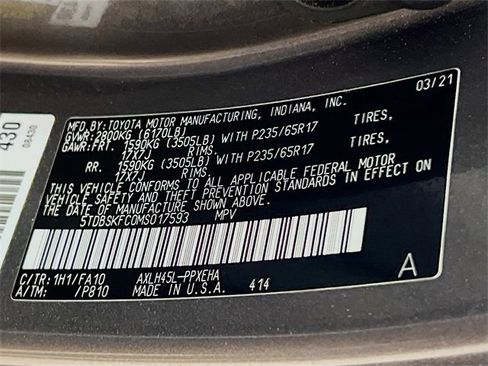 430
08430
MFD. BY: TOYOTA MOTOR MANUFACTURING, INDIANA, INC. 03/21
GVWR: 2800KG (6170LB)
GAWR: FRT. 1590KG (3505LB) WITH P235/65R17 TIRES,
17X7J RIMS.
RR. 1590KG (3505LB) WITH P235/65R17 TIRES,
17X7J RIMS.
THIS VEHICLE CONFORMS TO ALL APPLICABLE FEDERAL MOTOR
VEHICLE SAFETY AND THEFT PREVENTION STANDARDS IN EFFECT ON
THE DATE OF MANUFACTURE SHOWN ABOVE.
5TDBSKFC0MS017593 MPV
C/TR: 1H1/FA10 AXLH45L-PPXEHA
A/TM: /P810 MADE IN U.S.A. 414
A